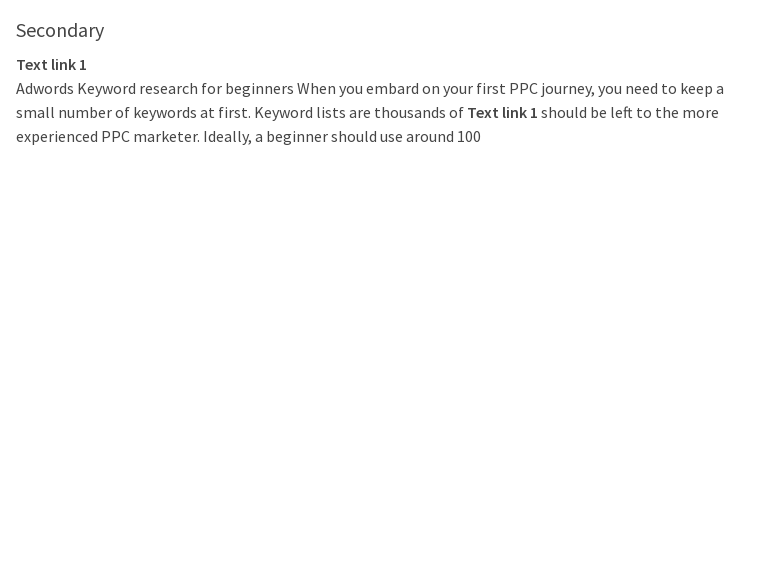 Secondary
Text link 1
Adwords Keyword research for beginners When you embard on your first PPC journey, you need to keep a
small number of keywords at first. Keyword lists are thousands of Text link 1 should be left to the more
experienced PPC marketer. Ideally, a beginner should use around 100